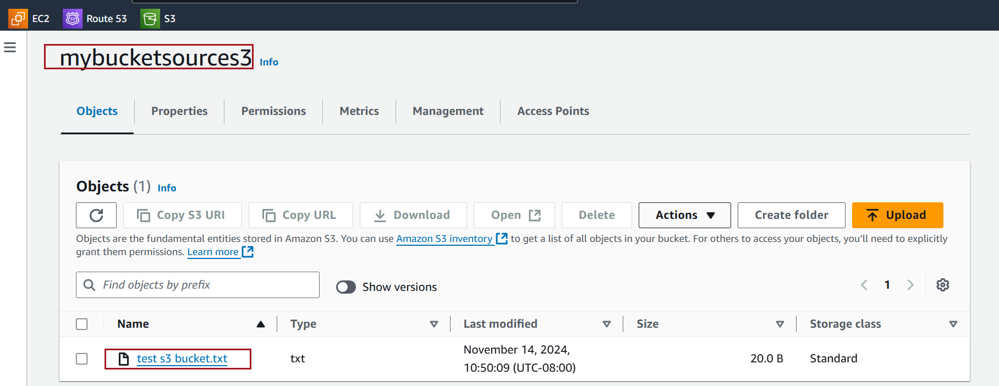 EC2 Route 53 S3
mybucketsources3 Info
Objects Properties Permissions Metrics Management Access Points
Objects (1) Info
Copy S3 URI Copy URL Download Open Delete Actions Create folder Upload
Objects are the fundamental entities stored in Amazon S3. You can use Amazon S3 inventory to get a list of all objects in your bucket. For others to access your objects, you’ll need to explicitly
grant them permissions. Learn more
Find objects by prefix Show versions 1
Name Type Last modified Size Storage class
test s3 bucket.txt txt November 14, 2024, 20.0 B Standard
10:50:09 (UTC-08:00)